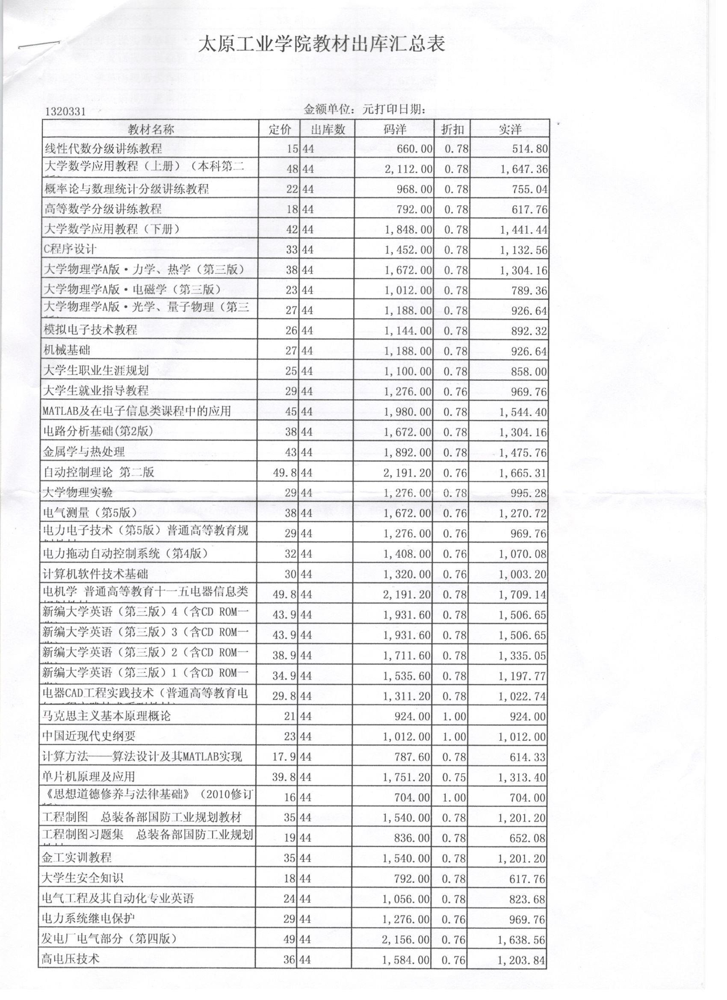 太原工业学院教材出库汇总表
1320331 金额单位：元打印日期：
教材名称 定价 出库数 码洋 折扣 实洋
线性代数分级讲练教程 15 44 660.00 0.78 514.80
大学数学应用教程（上册）（本科第二 48 44 2,112.00 0.78 1,647.36
概率论与数理统计分级讲练教程 22 44 968.00 0.78 755.04
高等数学分级讲练教程 18 44 792.00 0.78 617.76
大学数学应用教程（下册） 42 44 1,848.00 0.78 1,441.44
C程序设计 33 44 1,452.00 0.78 1,132.56
大学物理学A版·力学、热学（第三版） 38 44 1,672.00 0.78 1,304.16
大学物理学A版·电磁学（第三版） 23 44 1,012.00 0.78 789.36
大学物理学A版·光学、量子物理（第三 27 44 1,188.00 0.78 926.64
模拟电子技术教程 26 44 1,144.00 0.78 892.32
机械基础 27 44 1,188.00 0.78 926.64
大学生职业生涯规划 25 44 1,100.00 0.78 858.00
大学生就业指导教程 29 44 1,276.00 0.76 969.76
MATLAB及在电子信息类课程中的应用 45 44 1,980.00 0.78 1,544.40
电路分析基础(第2版) 38 44 1,672.00 0.78 1,304.16
金属学与热处理 43 44 1,892.00 0.78 1,475.76
自动控制理论 第二版 49.8 44 2,191.20 0.76 1,665.31
大学物理实验 29 44 1,276.00 0.78 995.28
电气测量（第5版） 38 44 1,672.00 0.76 1,270.72
电力电子技术（第5版）普通高等教育规 29 44 1,276.00 0.76 969.76
电力拖动自动控制系统（第4版） 32 44 1,408.00 0.76 1,070.08
计算机软件技术基础 30 44 1,320.00 0.76 1,003.20
电机学 普通高等教育十一五电器信息类 49.8 44 2,191.20 0.78 1,709.14
新编大学英语（第三版）4（含CD ROM一 43.9 44 1,931.60 0.78 1,506.65
新编大学英语（第三版）3（含CD ROM一 43.9 44 1,931.60 0.78 1,506.65
新编大学英语（第三版）2（含CD ROM一 38.9 44 1,711.60 0.78 1,335.05
新编大学英语（第三版）1（含CD ROM一 34.9 44 1,535.60 0.78 1,197.77
电器CAD工程实践技术（普通高等教育电 29.8 44 1,311.20 0.78 1,022.74
马克思主义基本原理概论 21 44 924.00 1.00 924.00
中国近现代史纲要 23 44 1,012.00 1.00 1,012.00
计算方法——算法设计及其MATLAB实现 17.9 44 787.60 0.78 614.33
单片机原理及应用 39.8 44 1,751.20 0.75 1,313.40
《思想道德修养与法律基础》（2010修订 16 44 704.00 1.00 704.00
工程制图 总装备部国防工业规划教材 35 44 1,540.00 0.78 1,201.20
工程制图习题集 总装备部国防工业规划 19 44 836.00 0.78 652.08
金工实训教程 35 44 1,540.00 0.78 1,201.20
大学生安全知识 18 44 792.00 0.78 617.76
电气工程及其自动化专业英语 24 44 1,056.00 0.78 823.68
电力系统继电保护 29 44 1,276.00 0.76 969.76
发电厂电气部分（第四版） 49 44 2,156.00 0.76 1,638.56
高电压技术 36 44 1,584.00 0.76 1,203.84